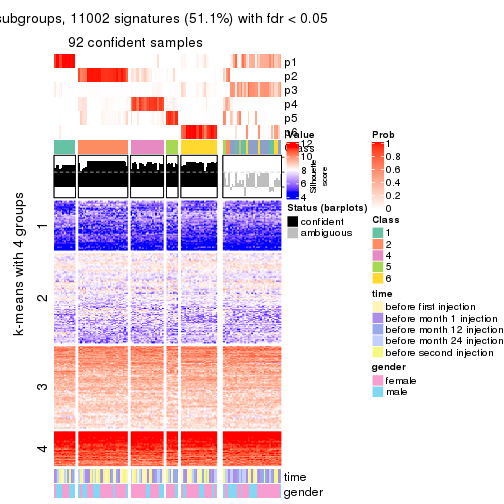 subgroups, 11002 signatures (51.1%) with fdr < 0.05
92 confident samples
p1
p2
p3
p4
p5
p6
Value
12
10
8
6
4
Class
Silhouette
score
Status (barplots)
confident
ambiguous
Prob
1
0.8
0.6
0.4
0.2
0
Class
1
2
4
5
6
time
before first injection
before month 1 injection
before month 12 injection
before month 24 injection
before second injection
gender
female
male
k-means with 4 groups
1
2
3
4
time
gender